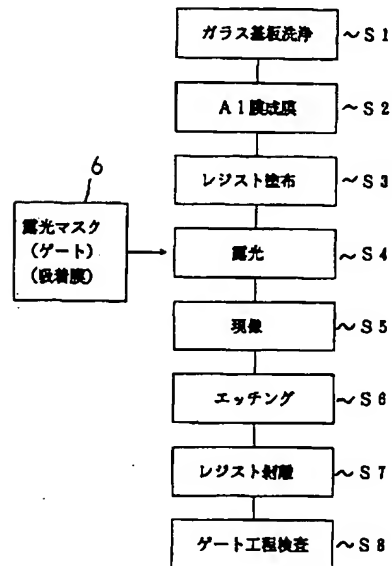 ガラス基板洗浄 ～S1
Al膜成膜 ～S2
レジスト塗布 ～S3
6
露光マスク
(ゲート)
(吸着膜)
露光 ～S4
現像 ～S5
エッチング ～S6
レジスト剥離 ～S7
ゲート工程検査 ～S8